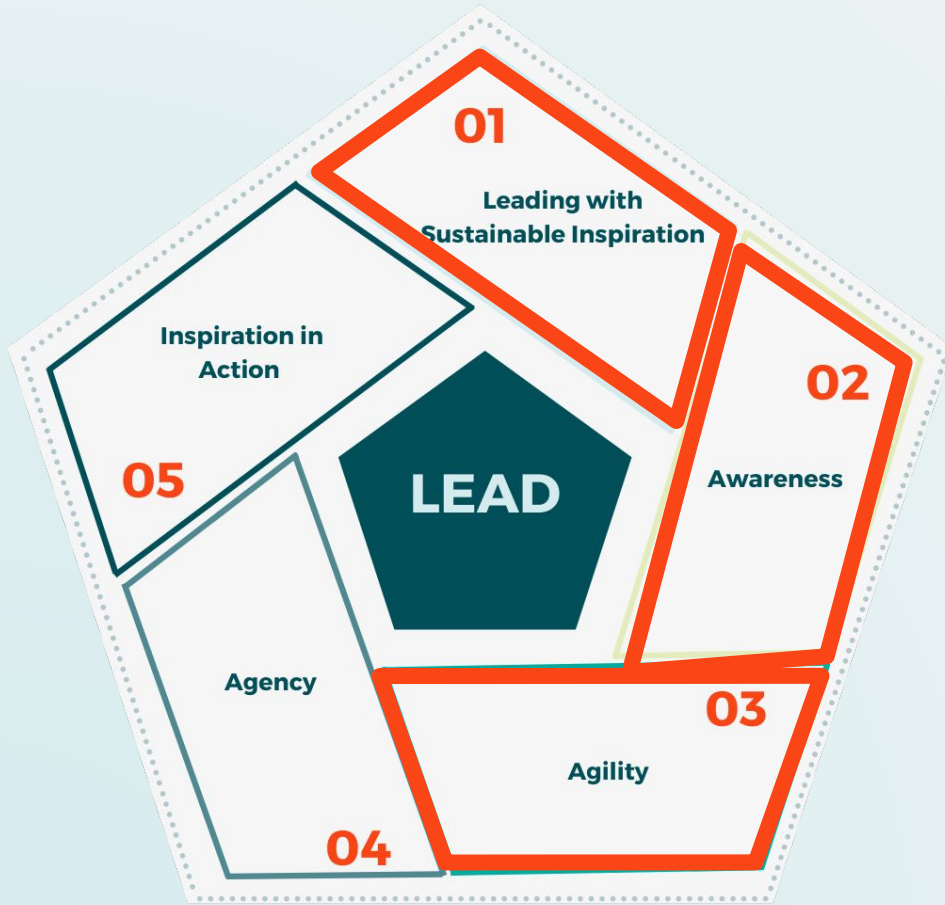 01
Leading with
Sustainable Inspiration
02
Awareness
03
Agility
04
Agency
05
Inspiration in
Action
LEAD